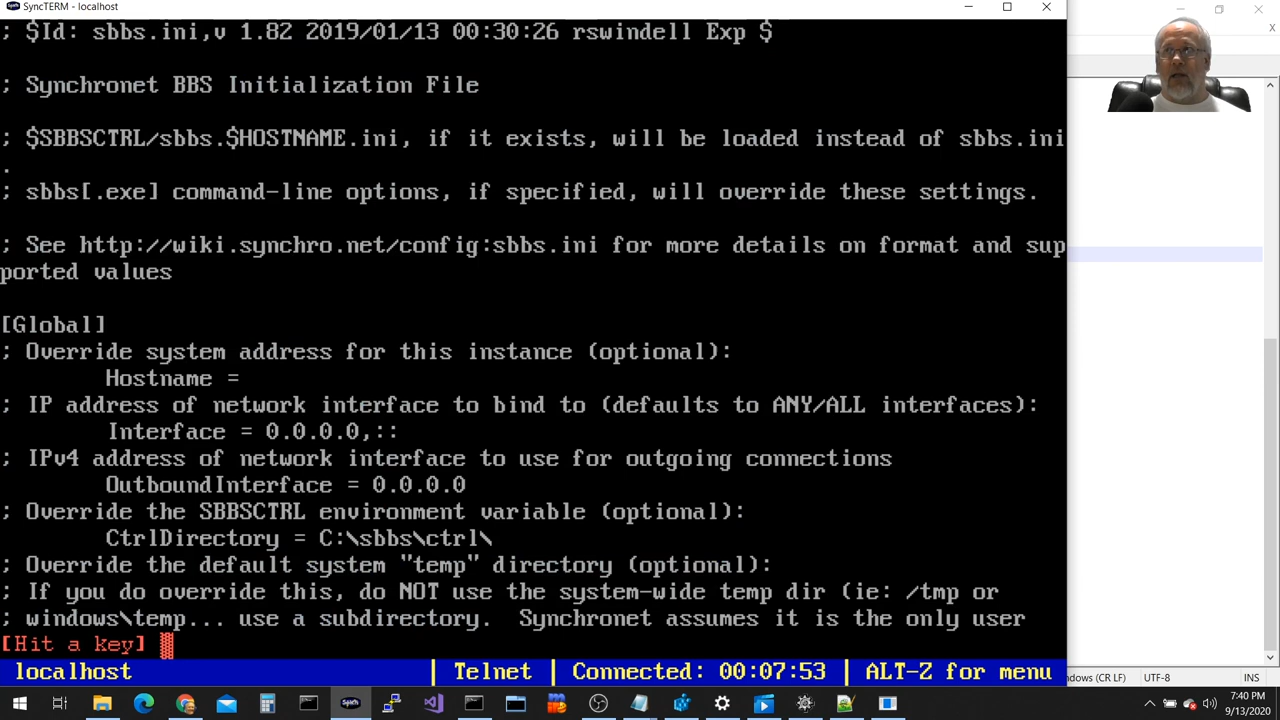 SyncTERM - localhost
; $Id: sbbs.ini,v 1.82 2019/01/13 00:30:26 rswindell Exp $
; Synchronet BBS Initialization File
; $SBBSCTRL/sbbs.$HOSTNAME.ini, if it exists, will be loaded instead of sbbs.ini
.
; sbbs[.exe] command-line options, if specified, will override these settings.
; See http://wiki.synchro.net/config:sbbs.ini for more details on format and sup
ported values
[Global]
; Override system address for this instance (optional):
Hostname =
; IP address of network interface to bind to (defaults to ANY/ALL interfaces):
Interface = 0.0.0.0,::
; IPv4 address of network interface to use for outgoing connections
OutboundInterface = 0.0.0.0
; Override the SBBSCTRL environment variable (optional):
CtrlDirectory = C:\sbbs\ctrl\
; Override the default system "temp" directory (optional):
; If you do override this, do NOT use the system-wide temp dir (ie: /tmp or
; windows\temp... use a subdirectory.  Synchronet assumes it is the only user
[Hit a key]
localhost | Telnet | Connected: 00:07:53 | ALT-Z for menu
(CR LF) UTF-8 INS
7:40 PM
9/13/2020